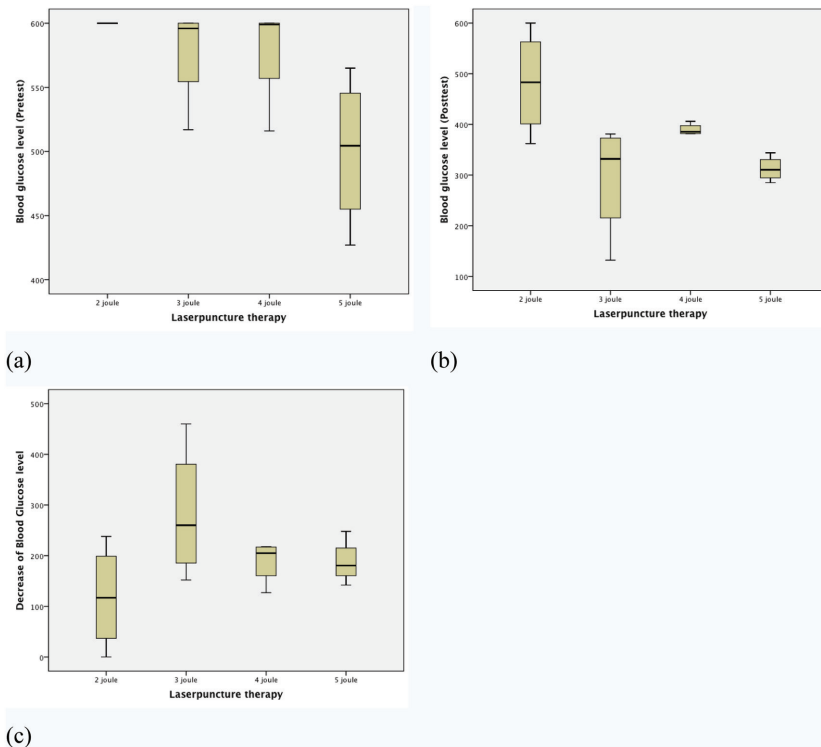 Blood glucose level (Pretest)
600
550
500
450
400
2 joule 3 joule 4 joule 5 joule
Laserpuncture therapy
(a)
Blood glucose level (Posttest)
600
500
400
300
200
100
2 joule 3 joule 4 joule 5 joule
Laserpuncture therapy
(b)
Decrease of Blood Glucose level
500
400
300
200
100
0
2 joule 3 joule 4 joule 5 joule
Laserpuncture therapy
(c)